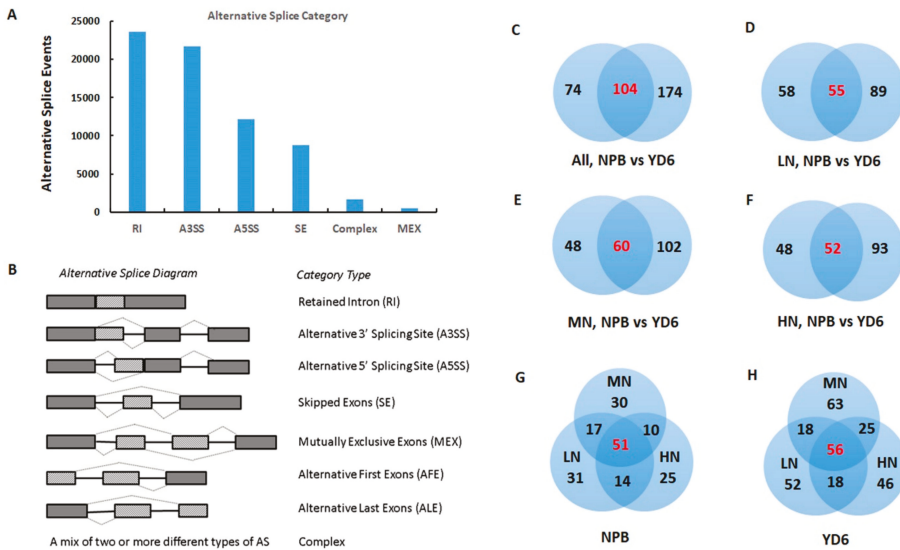 A
Alternative Splice Category
Alternative Splice Events
25000
20000
15000
10000
5000
0
RI A3SS A5SS SE Complex MEX
B
Alternative Splice Diagram Category Type
Retained Intron (RI)
Alternative 3′ Splicing Site (A3SS)
Alternative 5′ Splicing Site (A5SS)
Skipped Exons (SE)
Mutually Exclusive Exons (MEX)
Alternative First Exons (AFE)
Alternative Last Exons (ALE)
A mix of two or more different types of AS Complex
C
74 104 174
All, NPB vs YD6
D
58 55 89
LN, NPB vs YD6
E
48 60 102
MN, NPB vs YD6
F
48 52 93
HN, NPB vs YD6
G
MN
30
17 10
51
LN HN
31 14 25
NPB
H
MN
63
18 25
56
LN HN
52 18 46
YD6